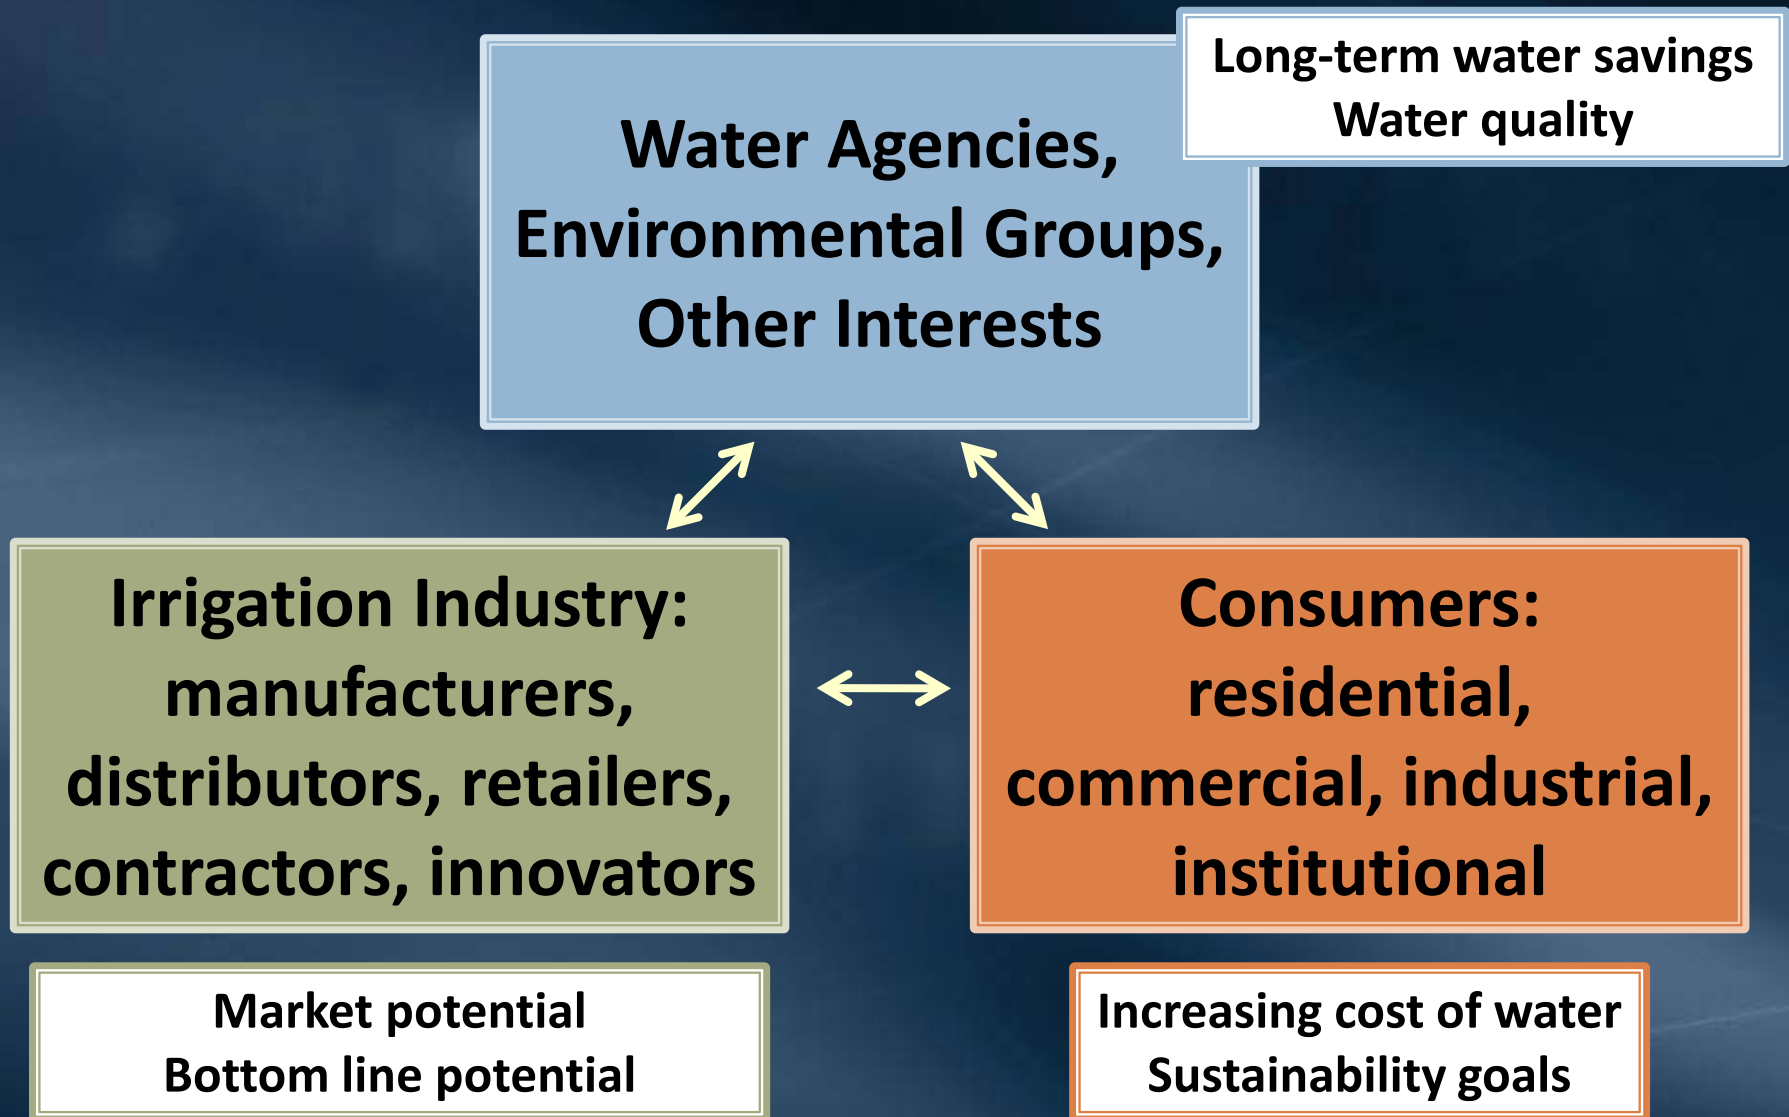 Long-term water savings
Water quality
Water Agencies,
Environmental Groups,
Other Interests
Irrigation Industry:
manufacturers,
distributors, retailers,
contractors, innovators
Consumers:
residential,
commercial, industrial,
institutional
Market potential
Bottom line potential
Increasing cost of water
Sustainability goals